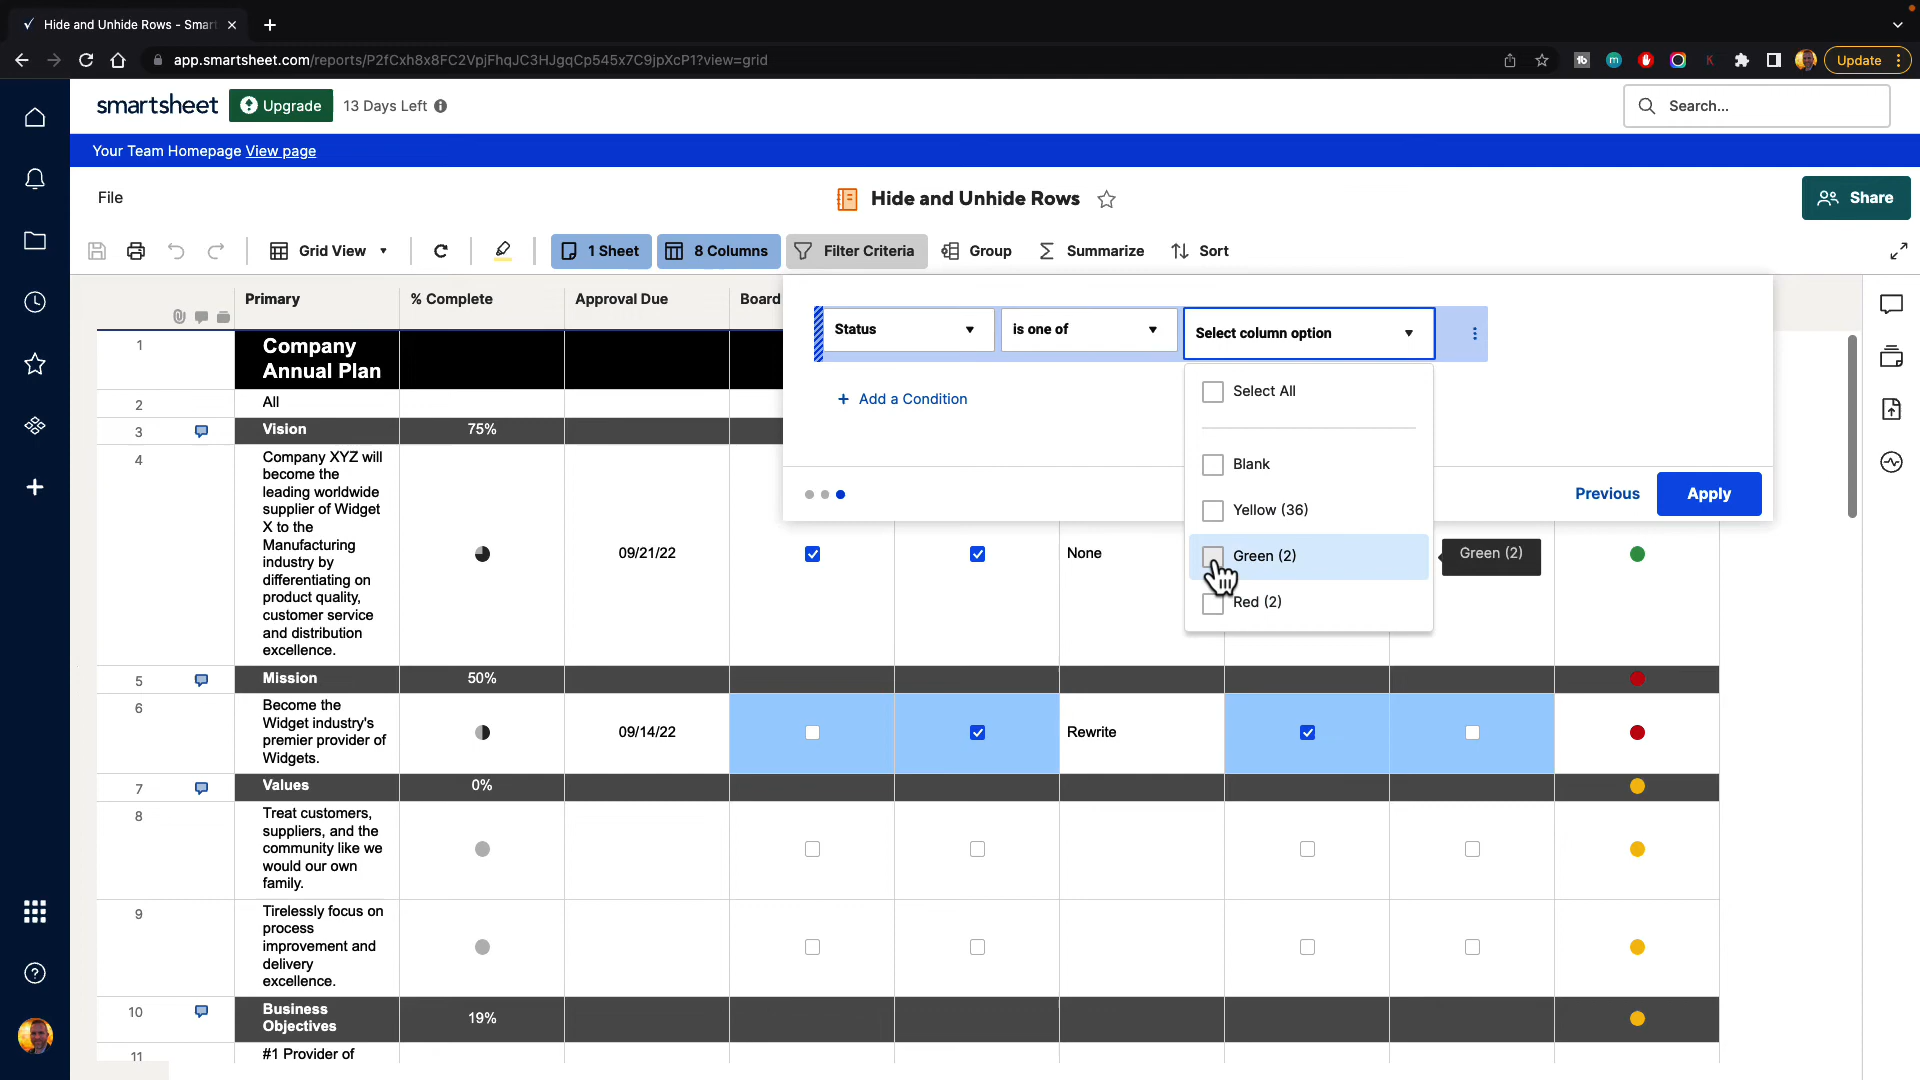 Hide and Unhide Rows - Smar
app.smartsheet.com/reports/P2fCxh8x8FC2VpjFhqJC3HJgqCp545x7C9jpXcP1?view=grid
Update
smartsheet
Upgrade
13 Days Left
Search...
Your Team Homepage View page
File
Hide and Unhide Rows
Share
Grid View
1 Sheet
8 Columns
Filter Criteria
Group
Summarize
Sort
Primary
% Complete
Approval Due
Board
Status
is one of
Select column option
Add a Condition
Select All
Blank
Yellow (36)
Green (2)
Red (2)
Green (2)
Previous
Apply
1
Company
Annual Plan
2
All
3
Vision
75%
4
Company XYZ will
become the
leading worldwide
supplier of Widget
X to the
Manufacturing
industry by
differentiating on
product quality,
customer service
and distribution
excellence.
09/21/22
None
5
Mission
50%
6
Become the
Widget industry's
premier provider of
Widgets.
09/14/22
Rewrite
7
Values
0%
8
Treat customers,
suppliers, and the
community like we
would our own
family.
9
Tirelessly focus on
process
improvement and
delivery
excellence.
10
Business
Objectives
19%
11
#1 Provider of